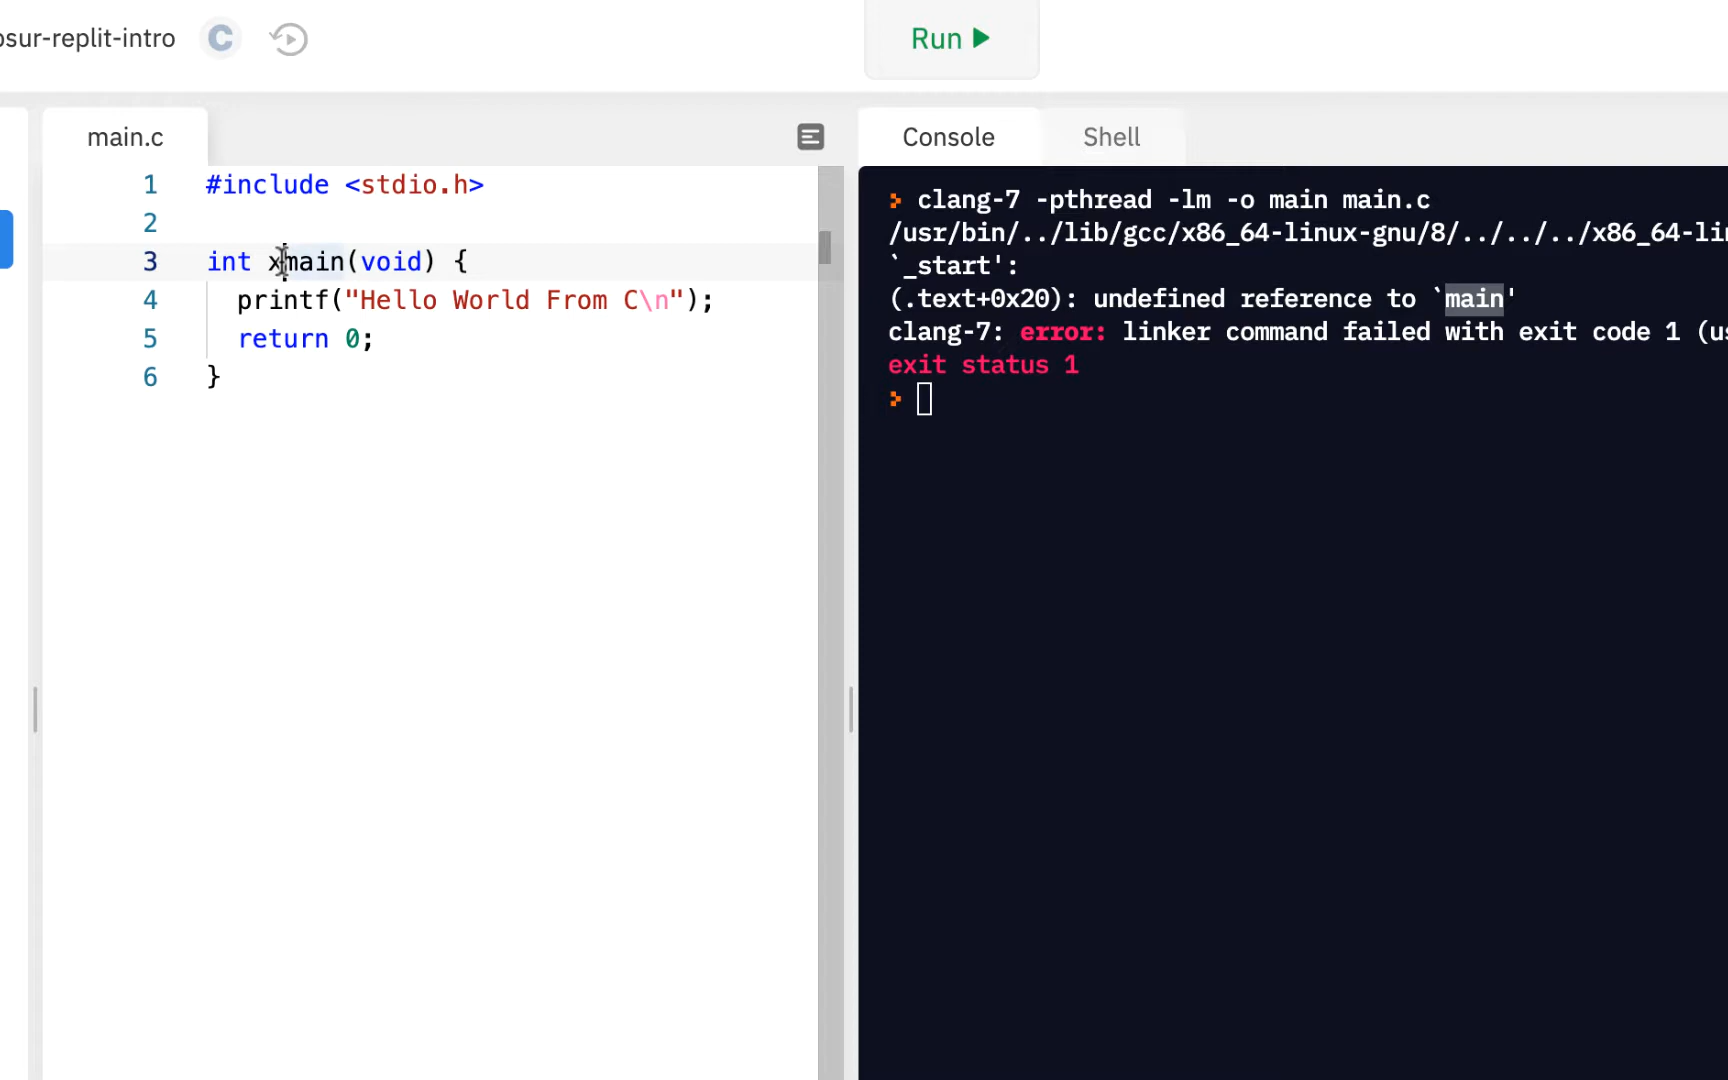 osur-replit-intro
C
Run
main.c
Console
Shell
1 #include <stdio.h>
2
3 int xmain(void) {
4 printf("Hello World From C\n");
5 return 0;
6 }
clang-7 -pthread -lm -o main main.c
/usr/bin/../lib/gcc/x86_64-linux-gnu/8/../../../x86_64-li
`_start':
(.text+0x20): undefined reference to `main'
clang-7: error: linker command failed with exit code 1 (us
exit status 1